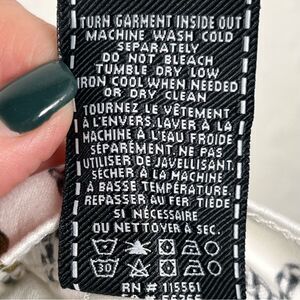 TURN GARMENT INSIDE OUT
MACHINE WASH COLD
SEPARATELY
DO NOT BLEACH
TUMBLE DRY LOW
IRON COOL WHEN NEEDED
OR DRY CLEAN
TOURNEZ LE VÊTEMENT
À L'ENVERS. LAVER À LA
MACHINE À L'EAU FROIDE
SÉPARÉMENT. NE PAS
UTILISER DE JAVELLISANT.
SÉCHER À LA MACHINE
À BASSE TEMPÉRATURE.
REPASSER AU FER TIÈDE
SI NÉCESSAIRE
OU NETTOYER À SEC.
30
RN # 115561